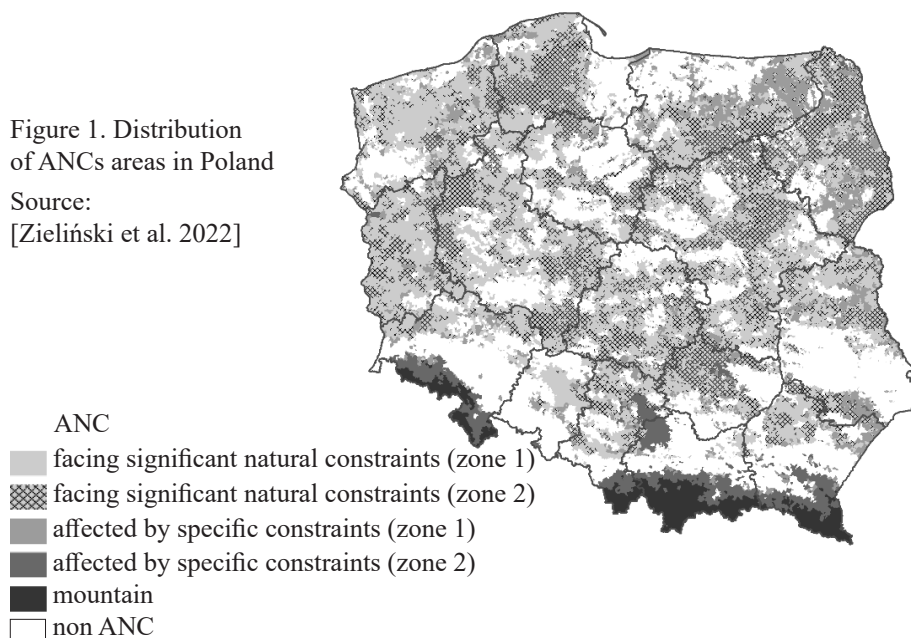 Figure 1. Distribution
of ANCs areas in Poland
Source:
[Zieliński et al. 2022]
ANC
facing significant natural constraints (zone 1)
facing significant natural constraints (zone 2)
affected by specific constraints (zone 1)
affected by specific constraints (zone 2)
mountain
non ANC